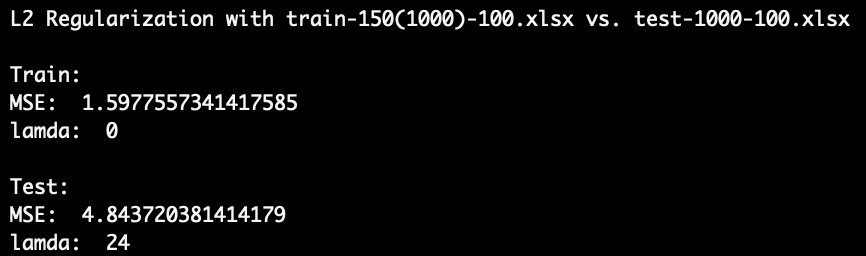 L2 Regularization with train-150(1000)-100.xlsx vs. test-1000-100.xlsx
Train:
MSE:  1.5977557341417585
lamda:  0
Test:
MSE:  4.843720381414179
lamda:  24